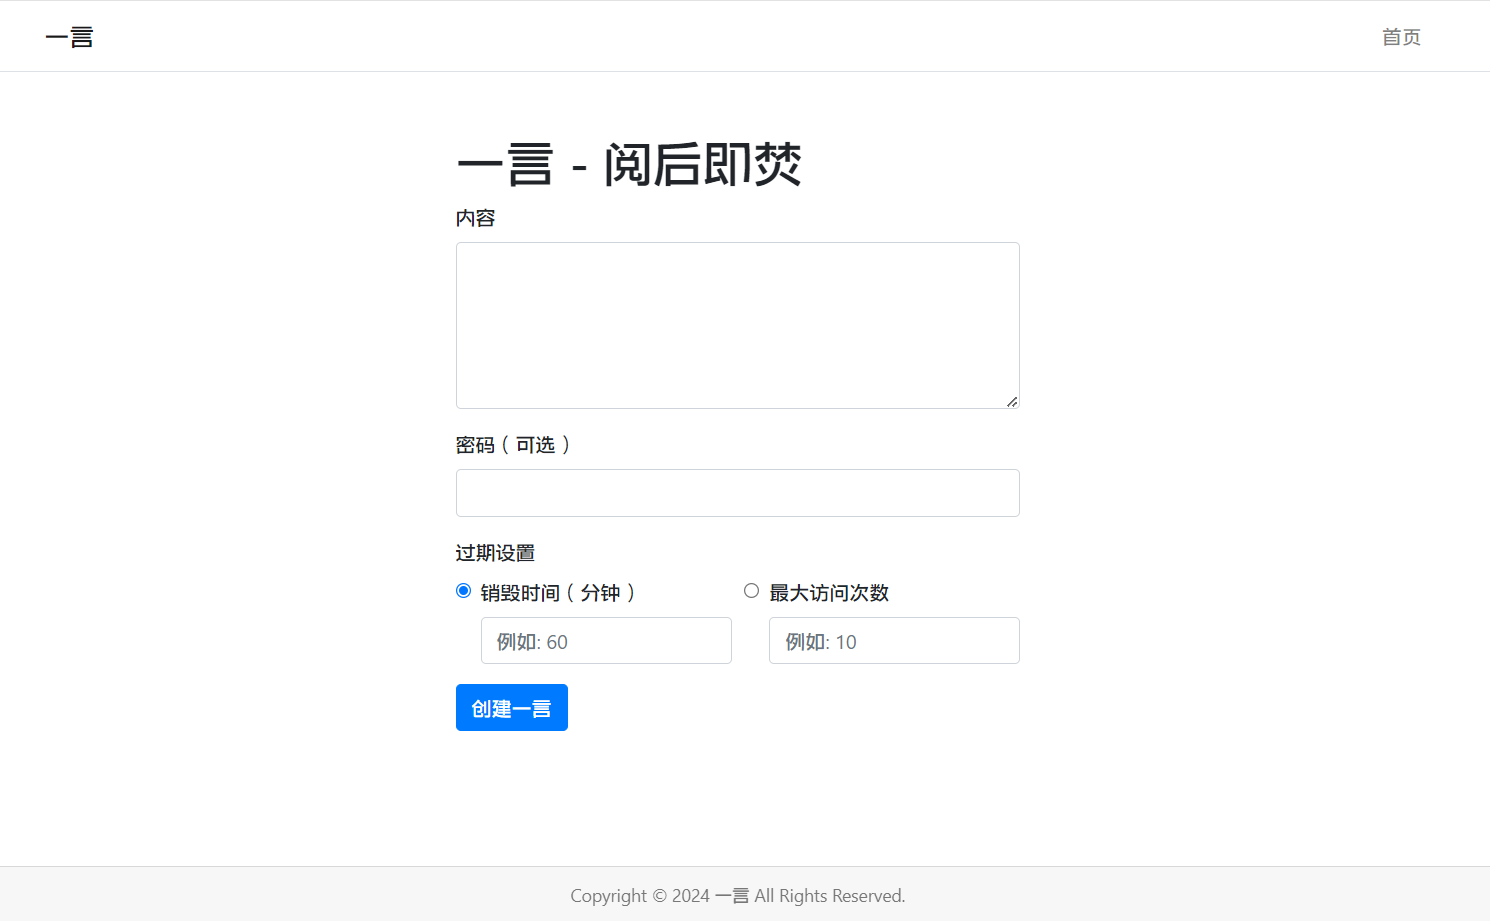 一言 首页
一言 - 阅后即焚
内容
密码（可选）
过期设置
销毁时间（分钟） 最大访问次数
例如: 60 例如: 10
创建一言
Copyright © 2024 一言 All Rights Reserved.